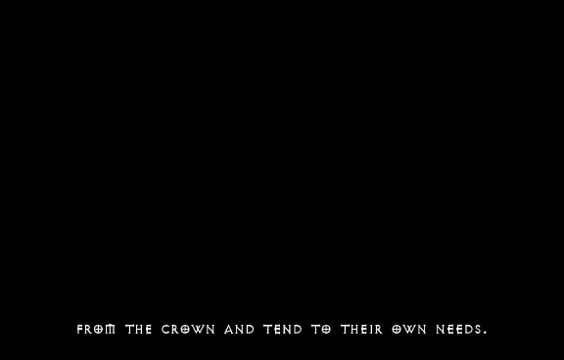 FROM THE CROWN AND TEND TO THEIR OWN NEEDS.